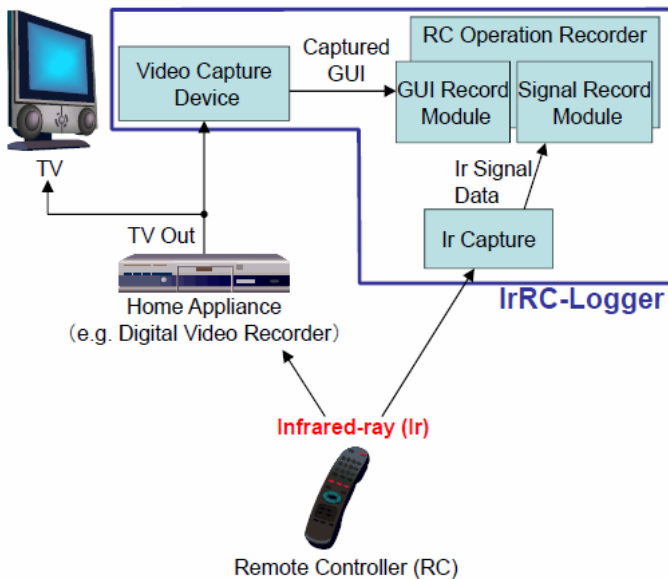 Captured
GUI
RC Operation Recorder
Video Capture
Device
GUI Record
Module
Signal Record
Module
TV
Ir Signal
Data
TV Out
Ir Capture
IrRC-Logger
Home Appliance
(e.g. Digital Video Recorder)
Infrared-ray (Ir)
Remote Controller (RC)